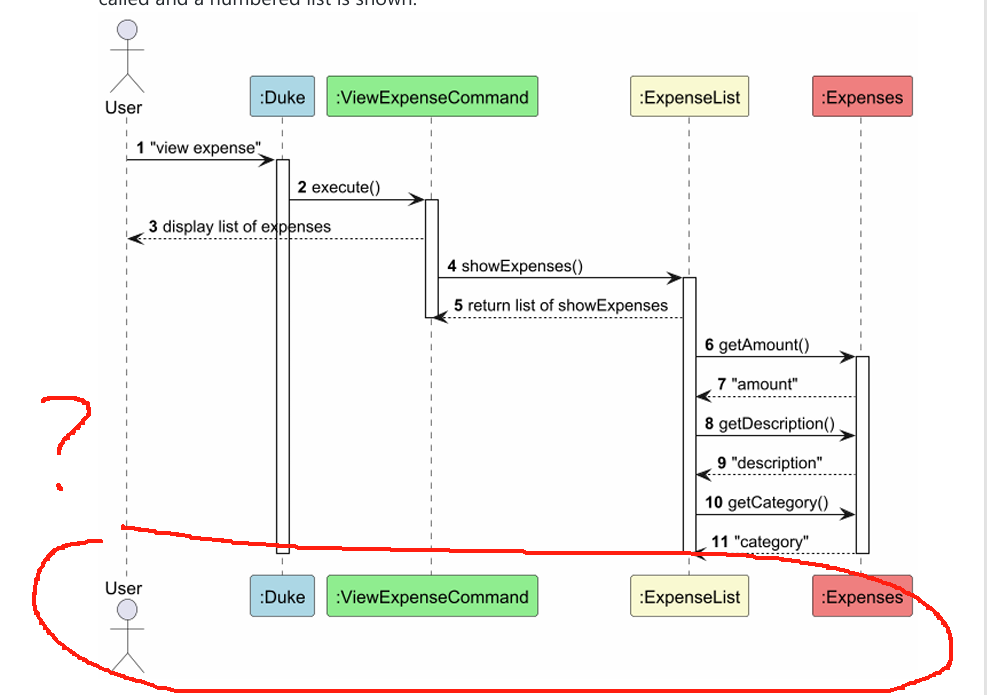 called and a numbered list is shown.
User
:Duke
:ViewExpenseCommand
:ExpenseList
:Expenses
1 "view expense"
2 execute()
3 display list of expenses
4 showExpenses()
5 return list of showExpenses
6 getAmount()
7 "amount"
8 getDescription()
9 "description"
10 getCategory()
11 "category"
?
User
:Duke
:ViewExpenseCommand
:ExpenseList
:Expenses